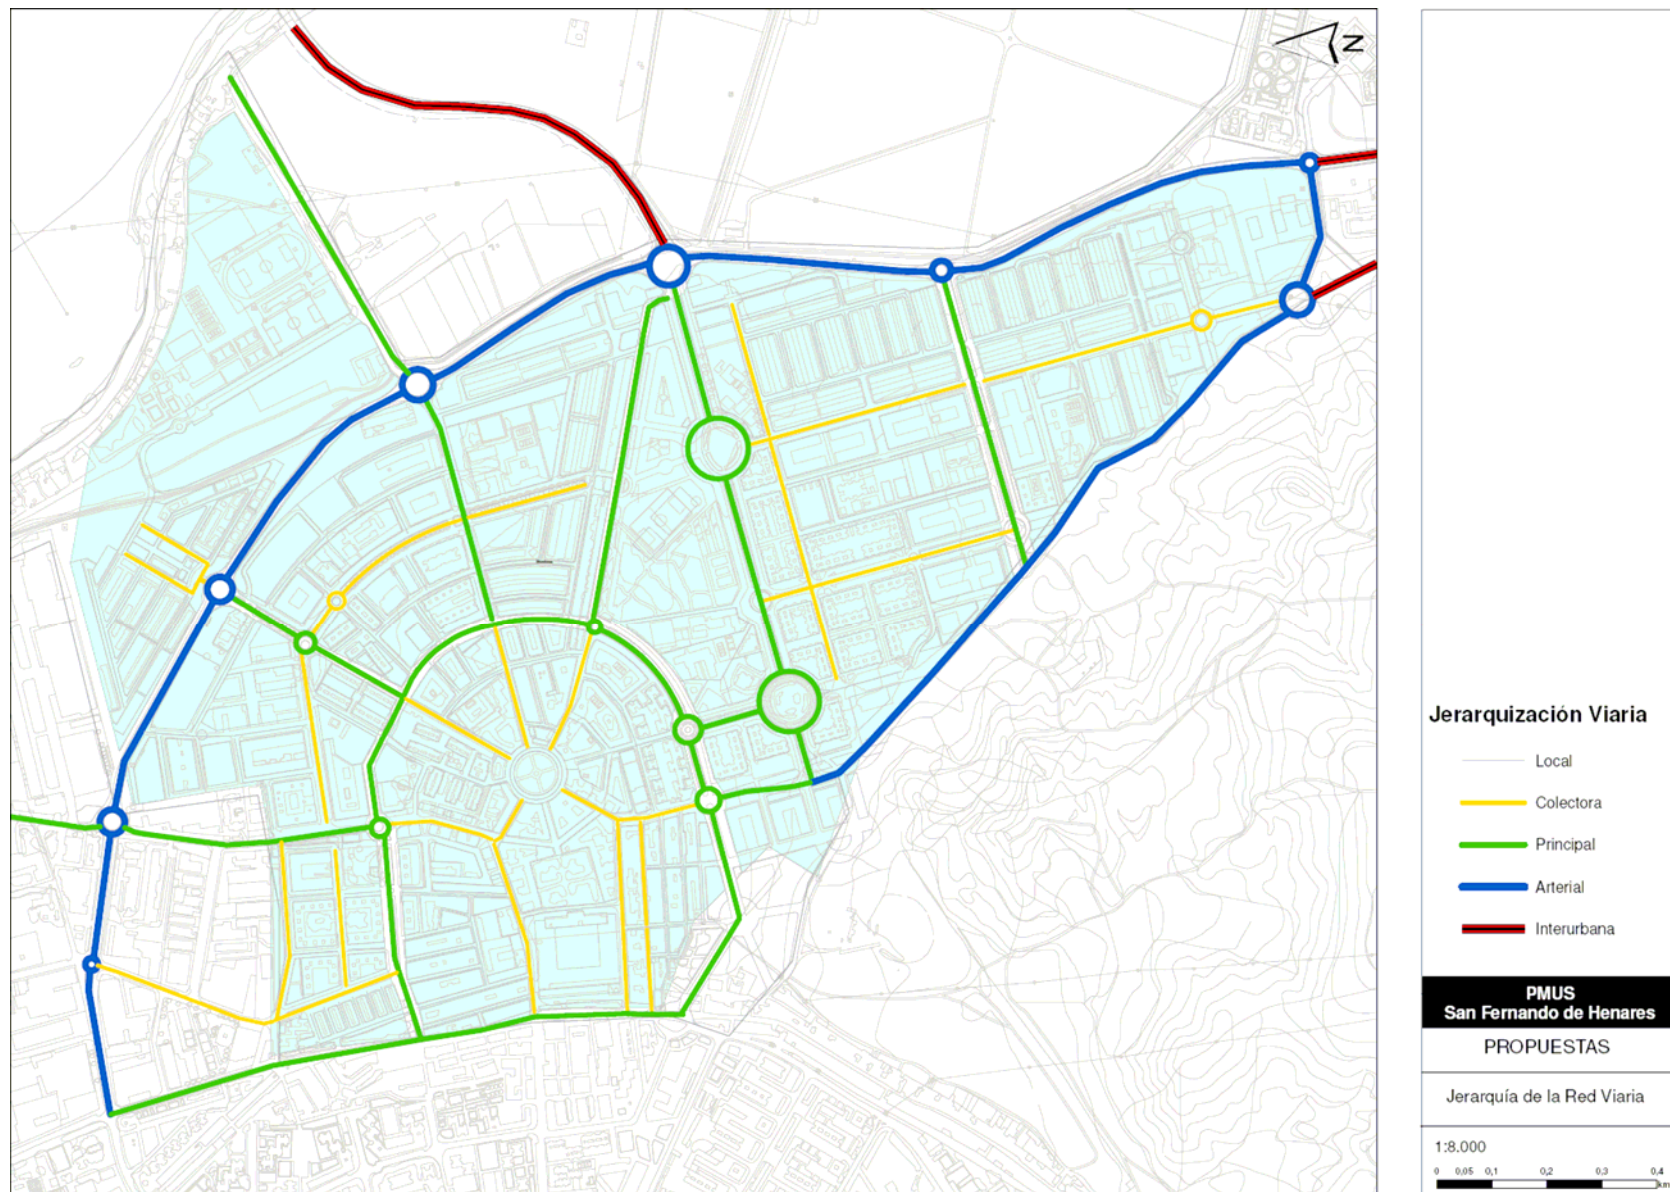 N
Jerarquización Viaria
Local
Colectora
Principal
Arterial
Interurbana
PMUS
San Fernando de Henares
PROPUESTAS
Jerarquía de la Red Viaria
1:8.000
0 0,05 0,1 0,2 0,3 0,4
km